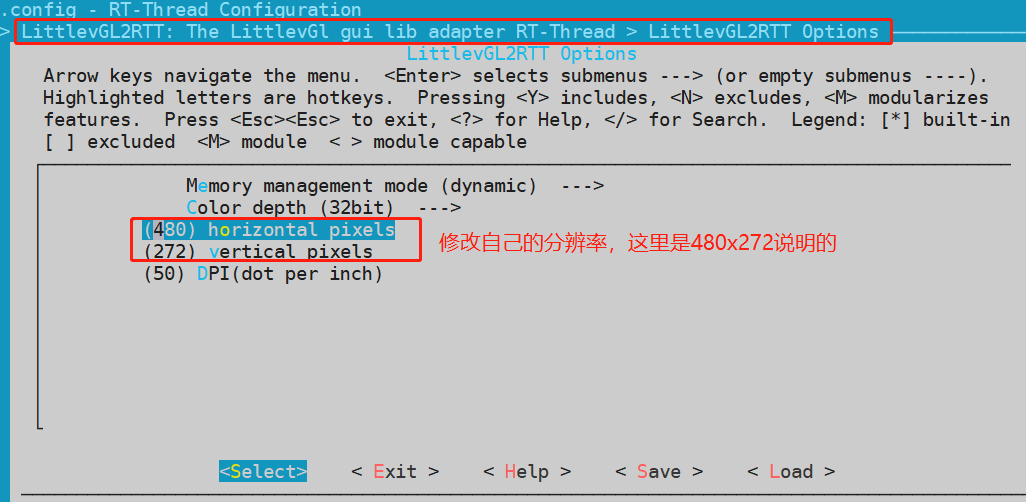 .config - RT-Thread Configuration
> LittlevGL2RTT: The LittlevGl gui lib adapter RT-Thread > LittlevGL2RTT Options
LittlevGL2RTT Options
Arrow keys navigate the menu.  <Enter> selects submenus ---> (or empty submenus ----).
Highlighted letters are hotkeys.  Pressing <Y> includes, <N> excludes, <M> modularizes
features.  Press <Esc><Esc> to exit, <?> for Help, </> for Search.  Legend: [*] built-in
[ ] excluded  <M> module  < > module capable
Memory management mode (dynamic)  --->
Color depth (32bit)  --->
(480) horizontal pixels
(272) vertical pixels
修改自己的分辨率，这里是480x272说明的
(50) DPI(dot per inch)
<Select>    < Exit >    < Help >    < Save >    < Load >